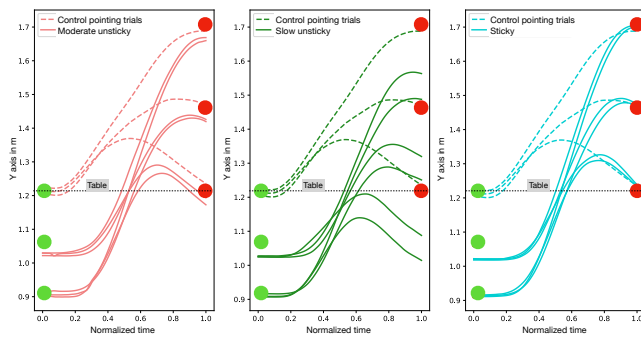 Control pointing trials
Moderate unsticky
Y axis in m
1.7
1.6
1.5
1.4
1.3
1.2
1.1
1.0
0.9
Table
0.0 0.2 0.4 0.6 0.8 1.0
Normalized time
Control pointing trials
Slow unsticky
Y axis in m
1.7
1.6
1.5
1.4
1.3
1.2
1.1
1.0
0.9
Table
0.0 0.2 0.4 0.6 0.8 1.0
Normalized time
Control pointing trials
Sticky
Y axis in m
1.7
1.6
1.5
1.4
1.3
1.2
1.1
1.0
0.9
Table
0.0 0.2 0.4 0.6 0.8 1.0
Normalized time